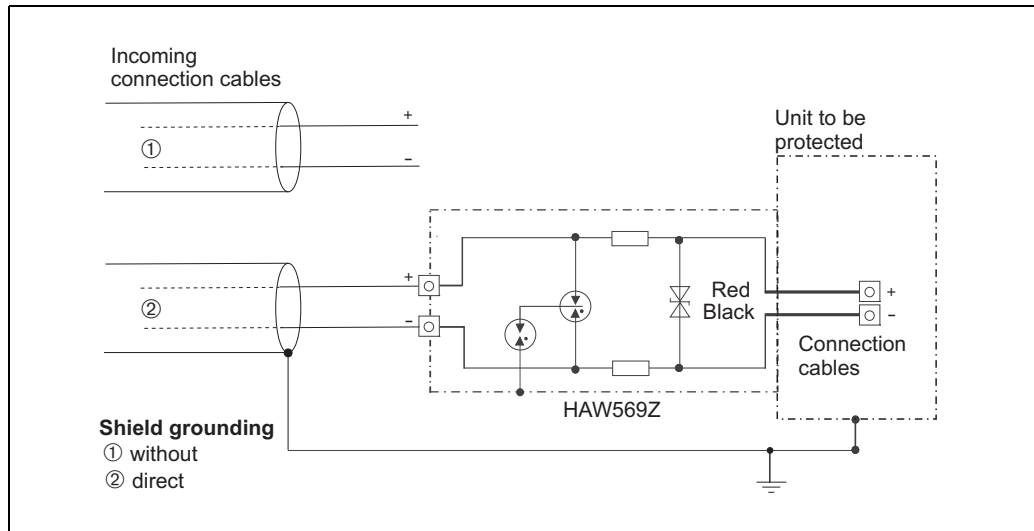 Incoming
connection cables
+
①
−
Unit to be
protected
②
+
−
Red
Black
+
−
Connection
cables
HAW569Z
Shield grounding
① without
② direct